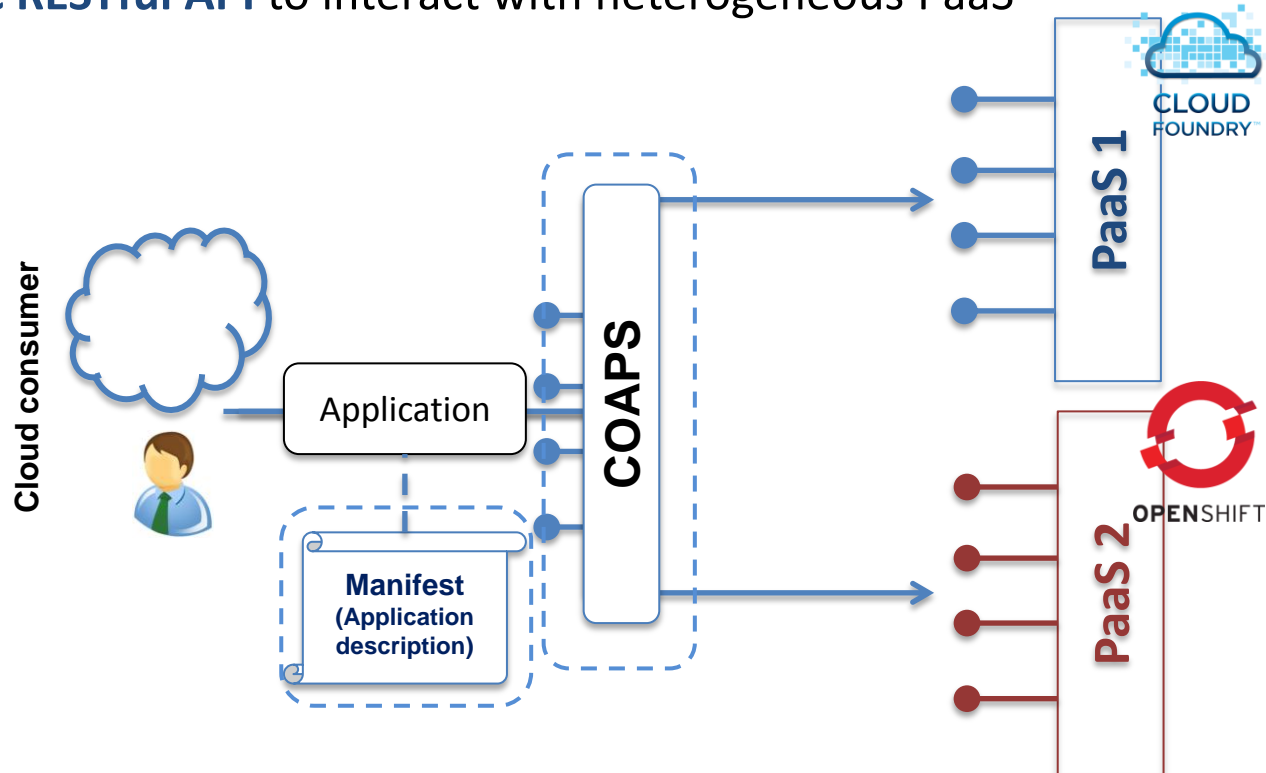 RESTful API to interact with heterogeneous PaaS
CLOUD
FOUNDRY™
PaaS 1
Cloud consumer
Application
COAPS
OPENSHIFT
PaaS 2
Manifest
(Application
description)